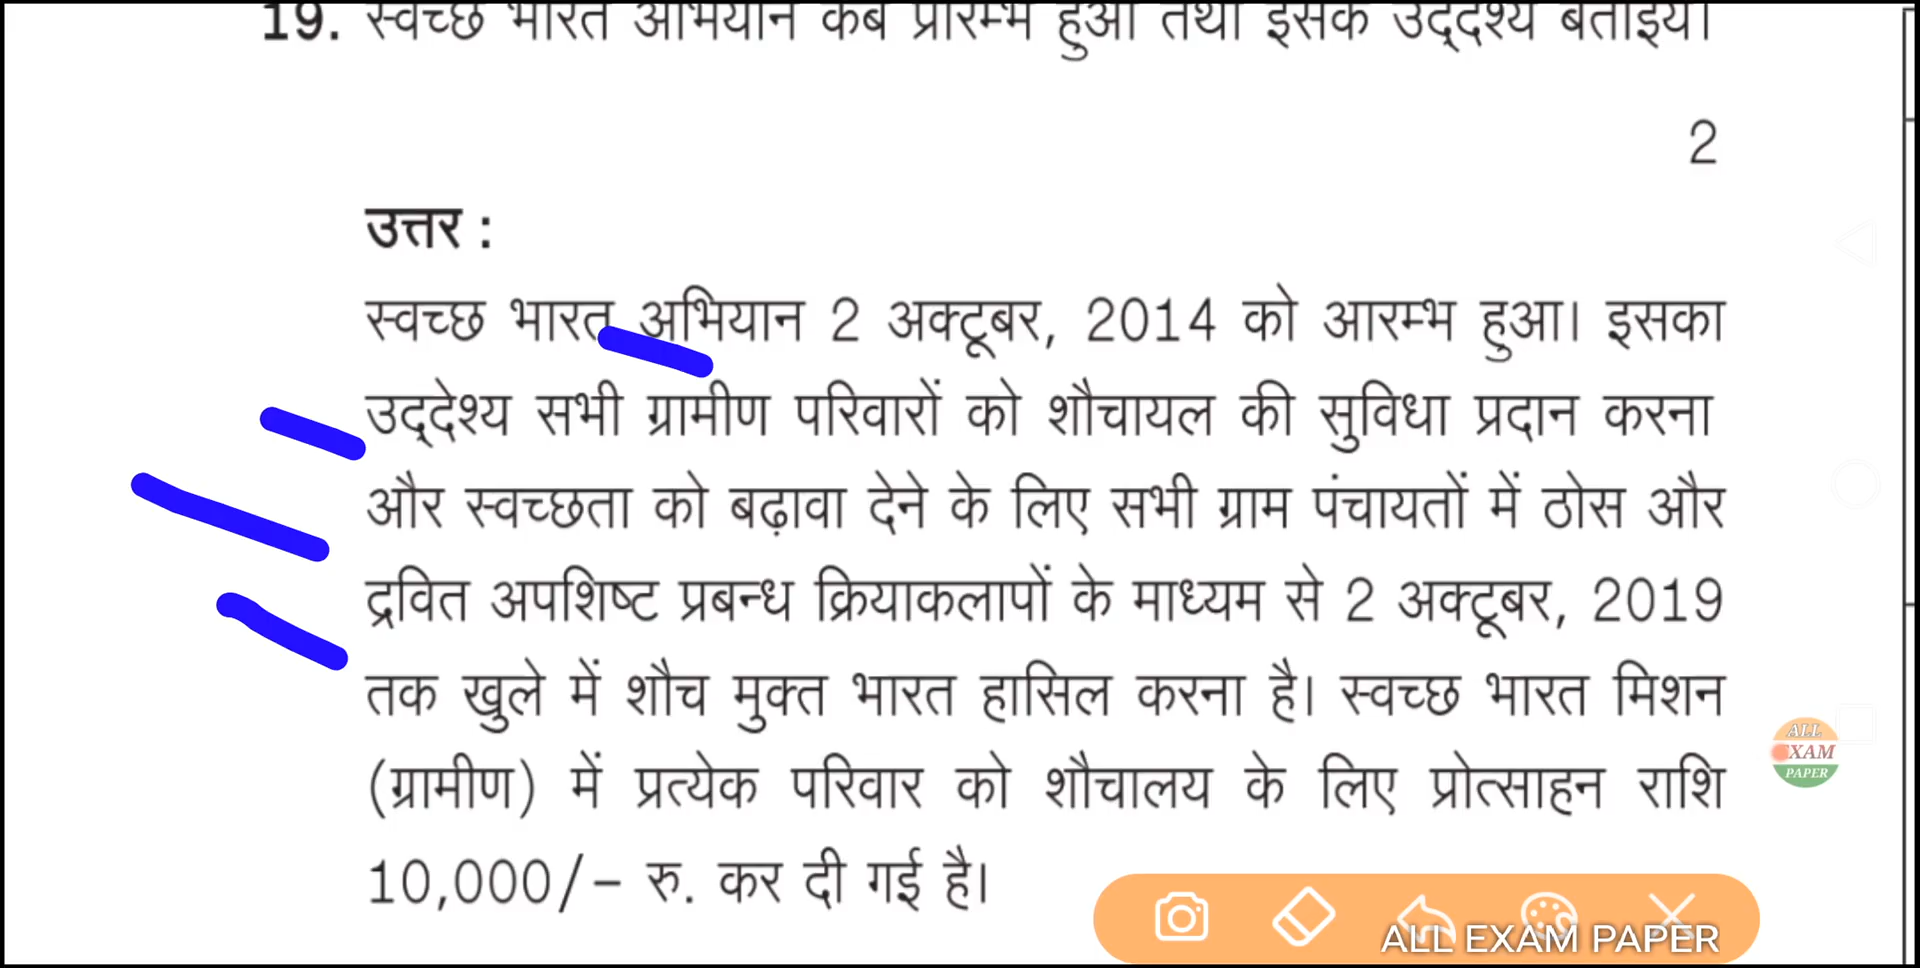 19. स्वच्छ भारत अभियान कब प्रारम्भ हुआ तथा इसके उद्देश्य बताइये।
2
उत्तर :
स्वच्छ भारत अभियान 2 अक्टूबर, 2014 को आरम्भ हुआ। इसका
उद्देश्य सभी ग्रामीण परिवारों को शौचायल की सुविधा प्रदान करना
और स्वच्छता को बढ़ावा देने के लिए सभी ग्राम पंचायतों में ठोस और
द्रवित अपशिष्ट प्रबन्ध क्रियाकलापों के माध्यम से 2 अक्टूबर, 2019
तक खुले में शौच मुक्त भारत हासिल करना है। स्वच्छ भारत मिशन
(ग्रामीण) में प्रत्येक परिवार को शौचालय के लिए प्रोत्साहन राशि
10,000/- रु. कर दी गई है।
ALL
EXAM
PAPER
ALL EXAM PAPER